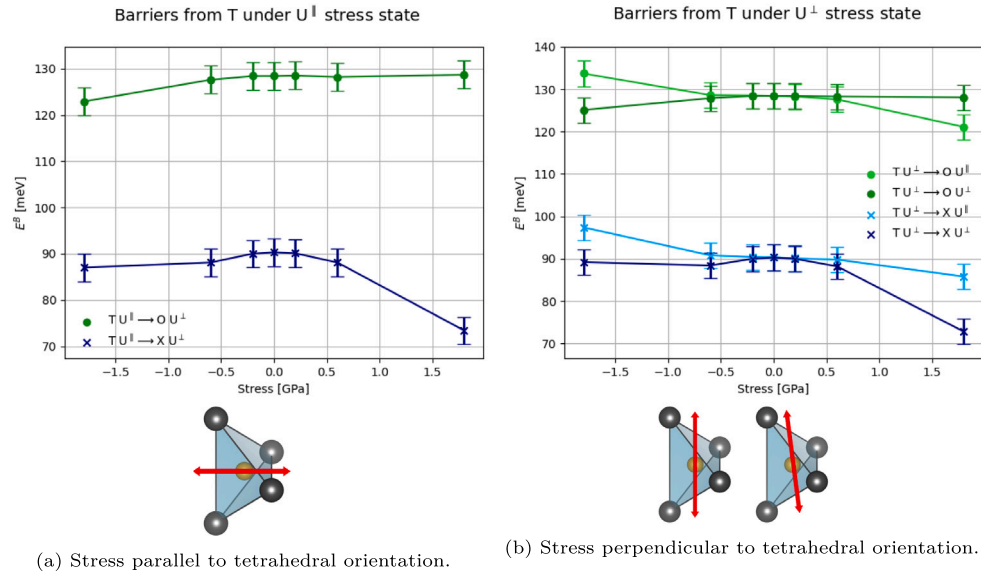 Barriers from T under U∥ stress state
130
120
110
100
90
80
70
E^B [meV]
T U∥ ⟶ O U⊥
T U∥ ⟶ X U⊥
−1.5 −1.0 −0.5 0.0 0.5 1.0 1.5
Stress [GPa]
(a) Stress parallel to tetrahedral orientation.
Barriers from T under U⊥ stress state
140
130
120
110
100
90
80
70
E^B [meV]
T U⊥ ⟶ O U∥
T U⊥ ⟶ O U⊥
T U⊥ ⟶ X U∥
T U⊥ ⟶ X U⊥
−1.5 −1.0 −0.5 0.0 0.5 1.0 1.5
Stress [GPa]
(b) Stress perpendicular to tetrahedral orientation.